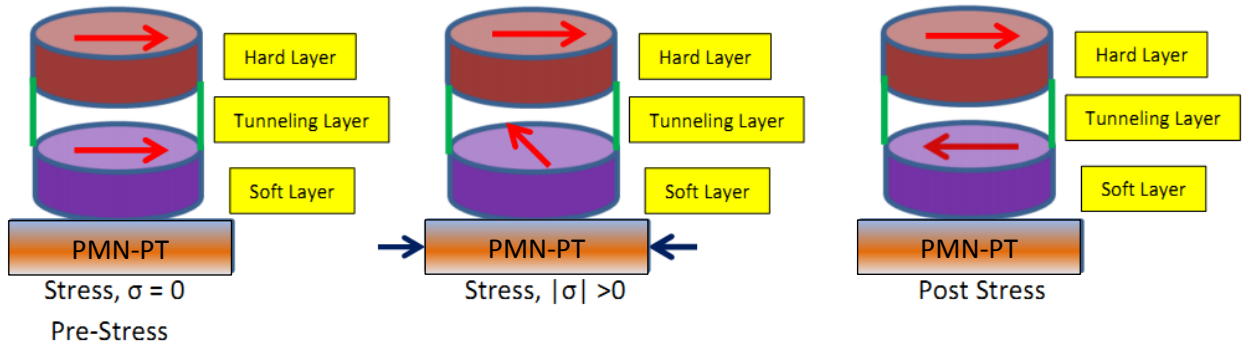 Hard Layer
Tunneling Layer
Soft Layer
PMN-PT
Stress, σ = 0
Pre-Stress
Hard Layer
Tunneling Layer
Soft Layer
PMN-PT
Stress, |σ| >0
Hard Layer
Tunneling Layer
Soft Layer
PMN-PT
Post Stress